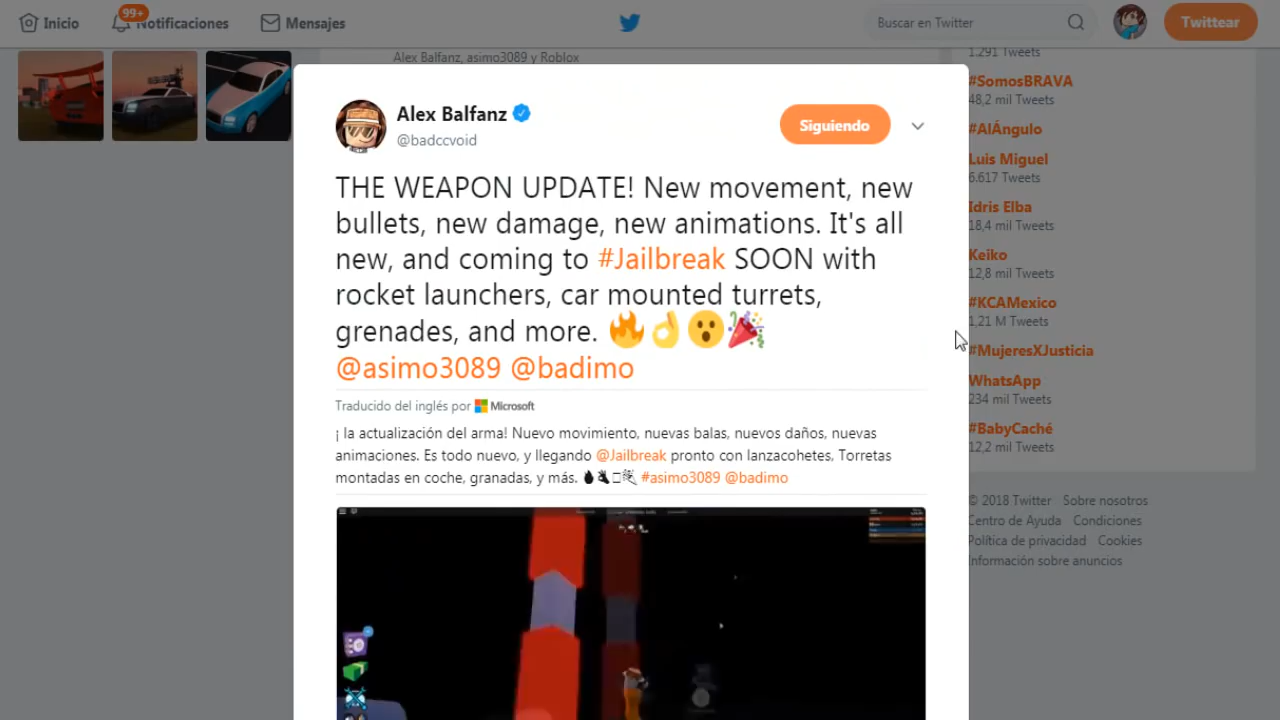 Inicio
99+
Notificaciones
Mensajes
Buscar en Twitter
Twittear
Alex Balfanz, asimo3089 y Roblox
Alex Balfanz
@badccvoid
Siguiendo
THE WEAPON UPDATE! New movement, new
bullets, new damage, new animations. It's all
new, and coming to #Jailbreak SOON with
rocket launchers, car mounted turrets,
grenades, and more. 🔥👌😮🎉
@asimo3089 @badimo
Traducido del inglés por Microsoft
¡ la actualización del arma! Nuevo movimiento, nuevas balas, nuevos daños, nuevas
animaciones. Es todo nuevo, y llegando @Jailbreak pronto con lanzacohetes, Torretas
montadas en coche, granadas, y más. #asimo3089 @badimo
1.291 Tweets
#SomosBRAVA
48,2 mil Tweets
#AlÁngulo
Luis Miguel
6.617 Tweets
Idris Elba
18,4 mil Tweets
Keiko
12,8 mil Tweets
#KCAMexico
1,21 M Tweets
#MujeresXJusticia
WhatsApp
234 mil Tweets
#BabyCaché
12,2 mil Tweets
© 2018 Twitter Sobre nosotros
Centro de Ayuda Condiciones
Política de privacidad Cookies
Información sobre anuncios